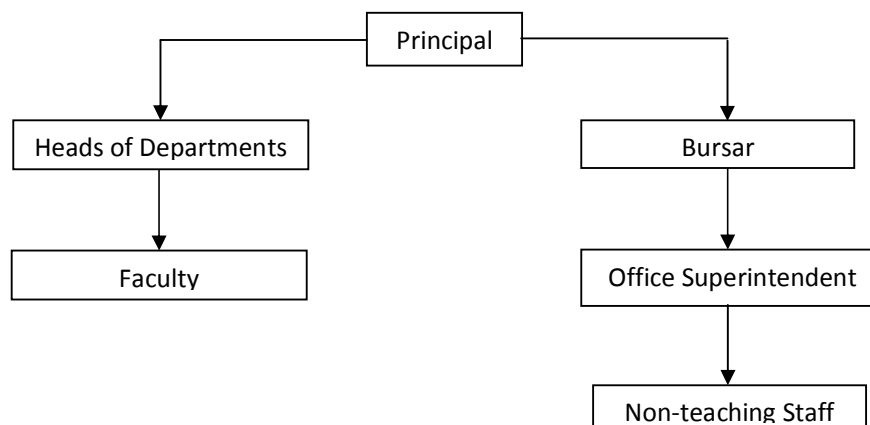 Principal
Heads of Departments
Bursar
Faculty
Office Superintendent
Non-teaching Staff